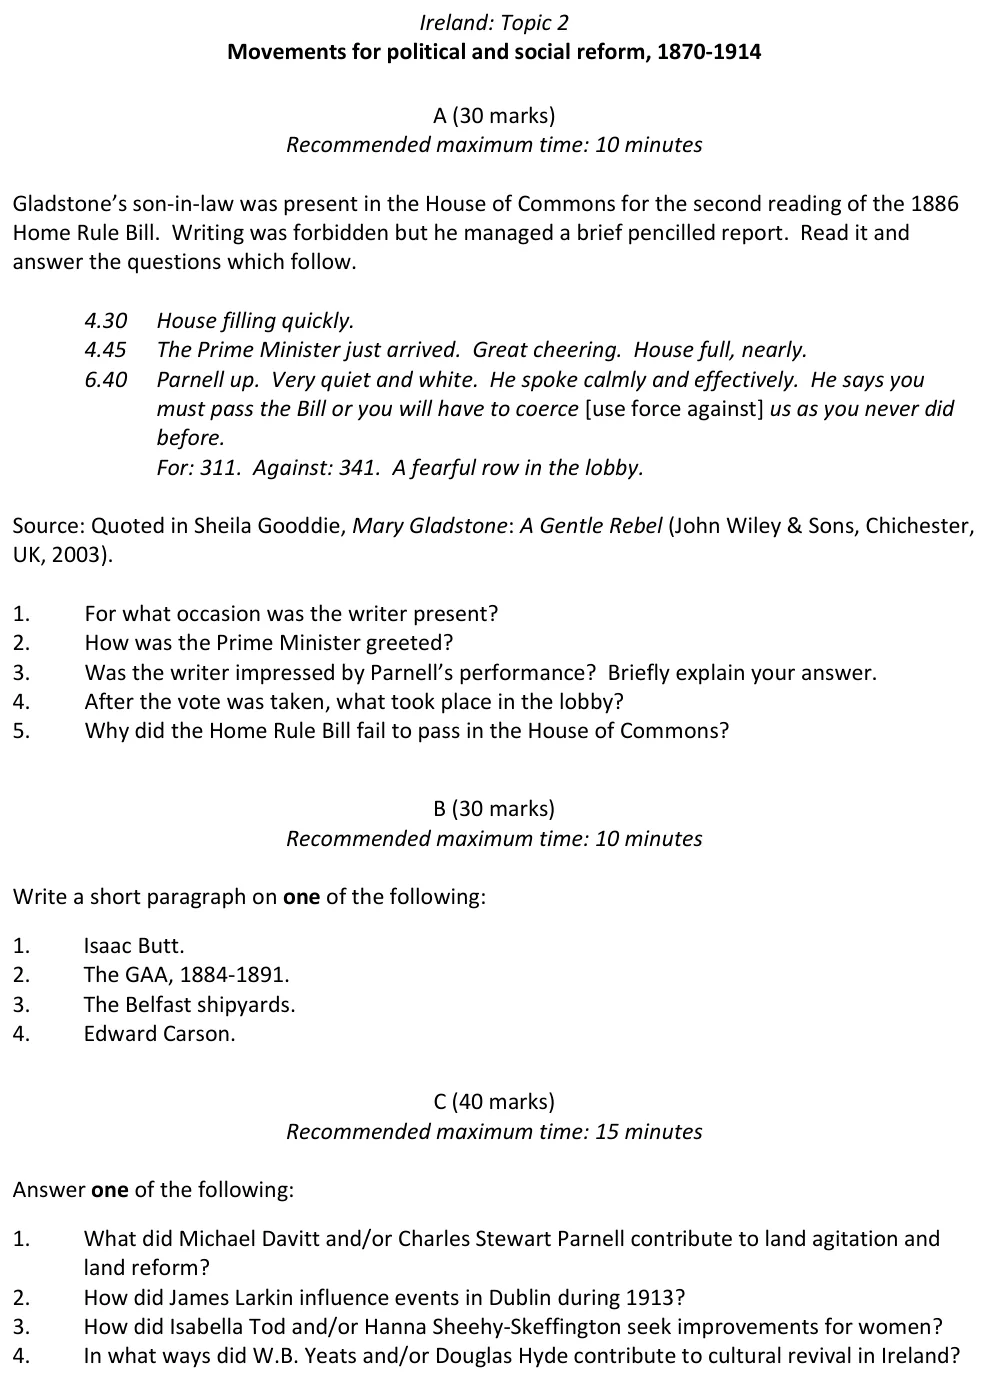 Ireland: Topic 2
Movements for political and social reform, 1870-1914
A (30 marks)
Recommended maximum time: 10 minutes
Gladstone’s son-in-law was present in the House of Commons for the second reading of the 1886
Home Rule Bill.  Writing was forbidden but he managed a brief pencilled report.  Read it and
answer the questions which follow.
4.30 House filling quickly.
4.45 The Prime Minister just arrived.  Great cheering.  House full, nearly.
6.40 Parnell up.  Very quiet and white.  He spoke calmly and effectively.  He says you
must pass the Bill or you will have to coerce [use force against] us as you never did
before.
For: 311.  Against: 341.  A fearful row in the lobby.
Source: Quoted in Sheila Gooddie, Mary Gladstone: A Gentle Rebel (John Wiley & Sons, Chichester,
UK, 2003).
1. For what occasion was the writer present?
2. How was the Prime Minister greeted?
3. Was the writer impressed by Parnell’s performance?  Briefly explain your answer.
4. After the vote was taken, what took place in the lobby?
5. Why did the Home Rule Bill fail to pass in the House of Commons?
B (30 marks)
Recommended maximum time: 10 minutes
Write a short paragraph on one of the following:
1. Isaac Butt.
2. The GAA, 1884-1891.
3. The Belfast shipyards.
4. Edward Carson.
C (40 marks)
Recommended maximum time: 15 minutes
Answer one of the following:
1. What did Michael Davitt and/or Charles Stewart Parnell contribute to land agitation and
land reform?
2. How did James Larkin influence events in Dublin during 1913?
3. How did Isabella Tod and/or Hanna Sheehy-Skeffington seek improvements for women?
4. In what ways did W.B. Yeats and/or Douglas Hyde contribute to cultural revival in Ireland?